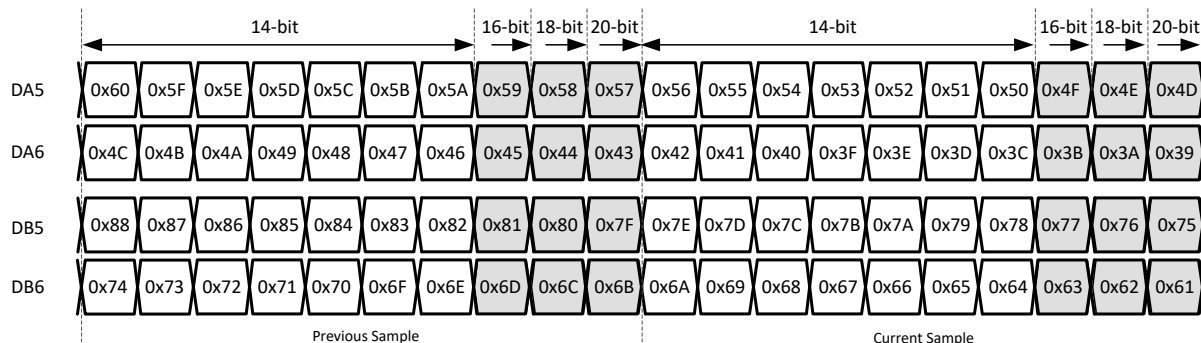 14-bit 16-bit 18-bit 20-bit 14-bit 16-bit 18-bit 20-bit
DA5 0x60 0x5F 0x5E 0x5D 0x5C 0x5B 0x5A 0x59 0x58 0x57 0x56 0x55 0x54 0x53 0x52 0x51 0x50 0x4F 0x4E 0x4D
DA6 0x4C 0x4B 0x4A 0x49 0x48 0x47 0x46 0x45 0x44 0x43 0x42 0x41 0x40 0x3F 0x3E 0x3D 0x3C 0x3B 0x3A 0x39
DB5 0x88 0x87 0x86 0x85 0x84 0x83 0x82 0x81 0x80 0x7F 0x7E 0x7D 0x7C 0x7B 0x7A 0x79 0x78 0x77 0x76 0x75
DB6 0x74 0x73 0x72 0x71 0x70 0x6F 0x6E 0x6D 0x6C 0x6B 0x6A 0x69 0x68 0x67 0x66 0x65 0x64 0x63 0x62 0x61
Previous Sample Current Sample